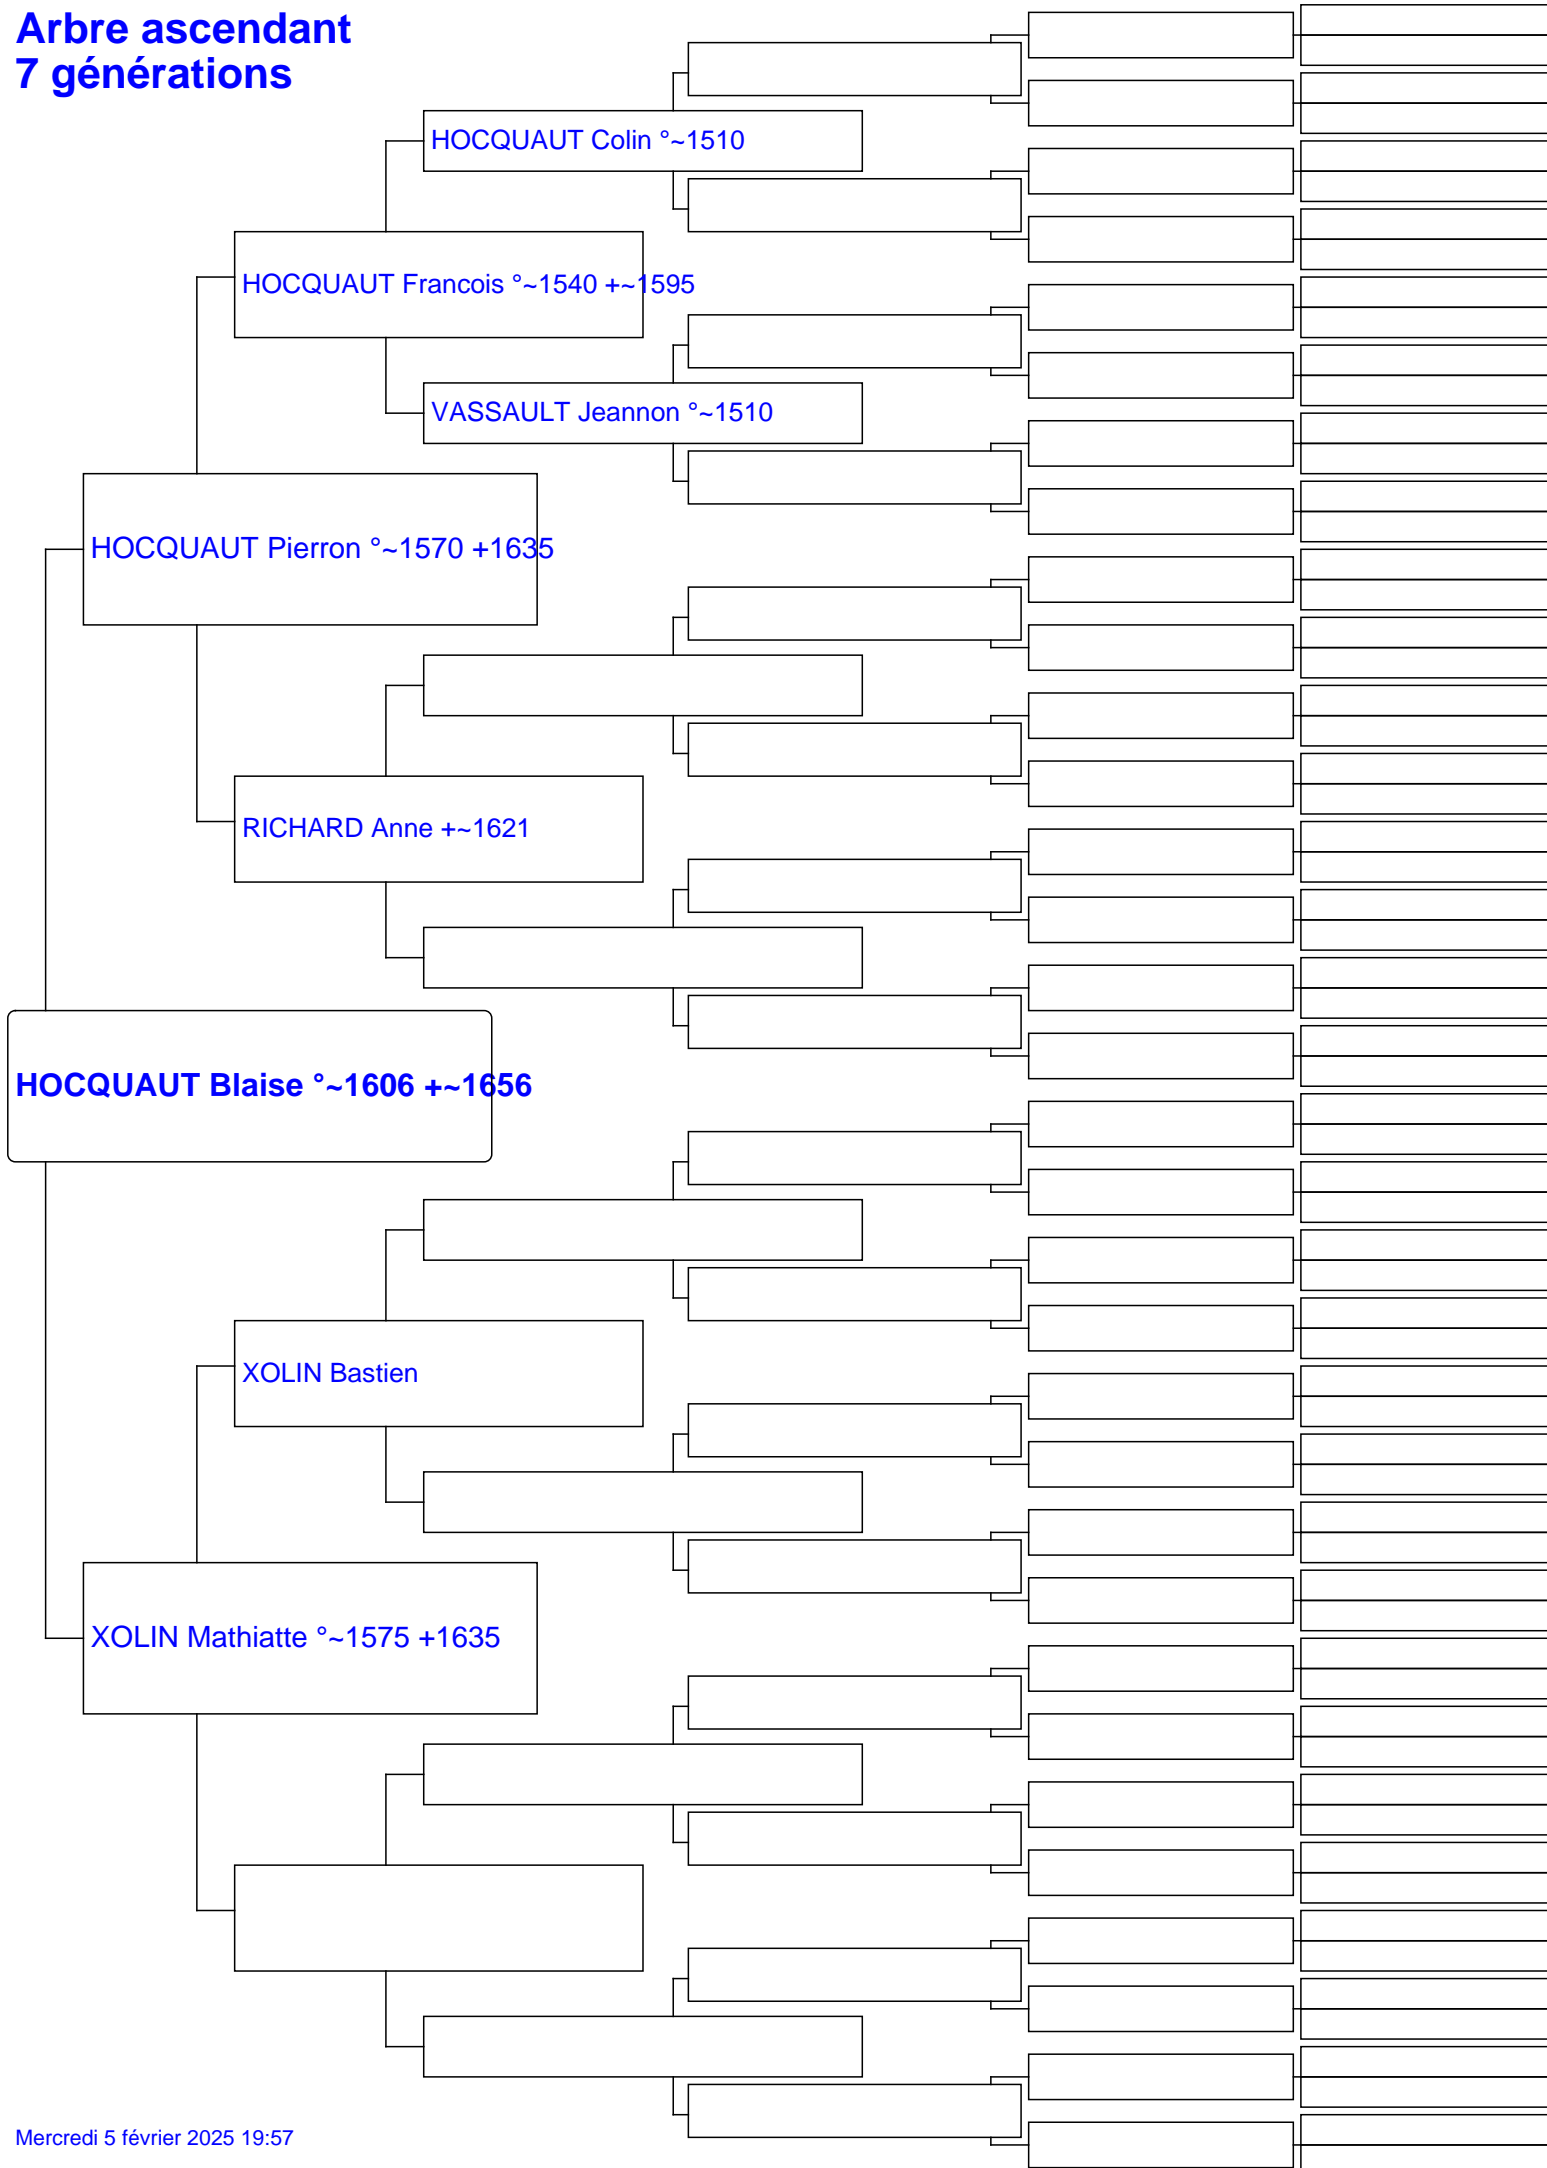 Arbre ascendant
7 générations
HOCQUAUT Colin °~1510
HOCQUAUT Francois °~1540 +~1595
VASSAULT Jeannon °~1510
HOCQUAUT Pierron °~1570 +1635
RICHARD Anne +~1621
HOCQUAUT Blaise °~1606 +~1656
XOLIN Bastien
XOLIN Mathiatte °~1575 +1635
Mercredi 5 février 2025 19:57